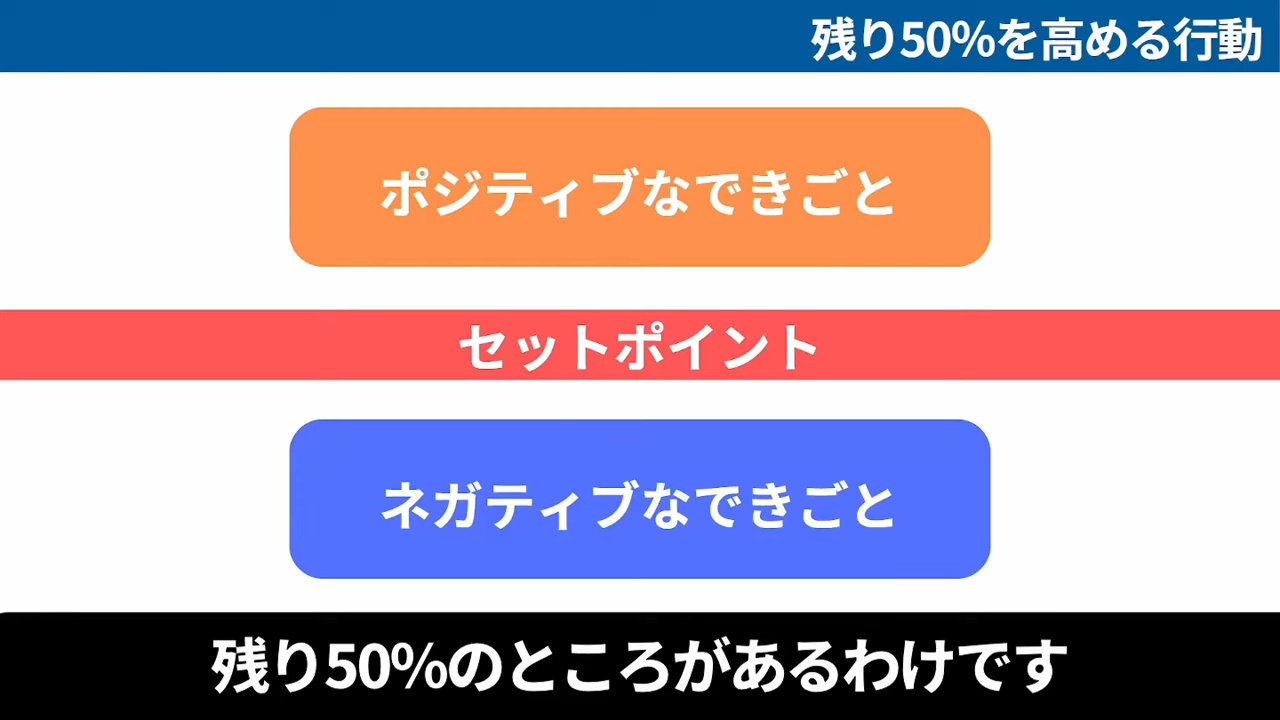 残り50%を高める行動
ポジティブなできごと
セットポイント
ネガティブなできごと
残り50%のところがあるわけです